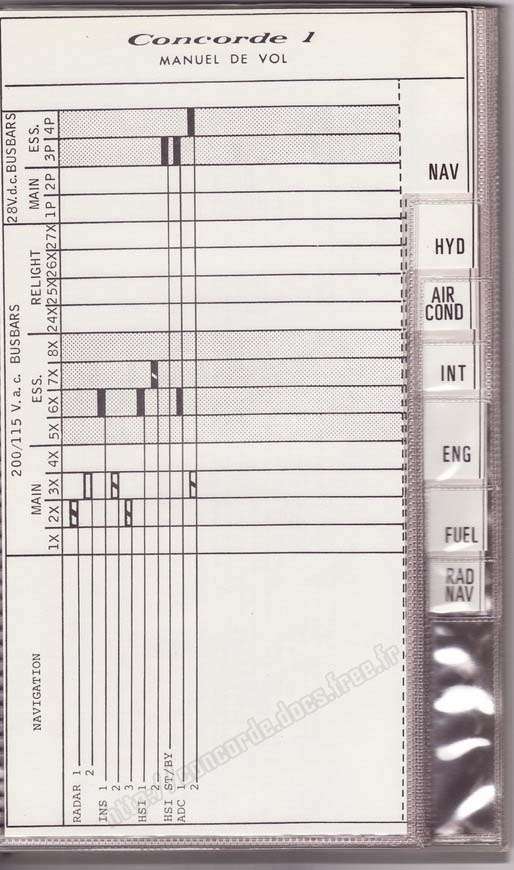 Concorde 1
MANUEL DE VOL
28V.d.c. BUSBARS
ESS.
4P
3P
MAIN
2P
1P
200/115 V.a.c. BUSBARS
RELIGHT
27X
26X
25X
24X
ESS.
8X
7X
6X
5X
MAIN
4X
3X
2X
1X
NAVIGATION
RADAR 1
2
INS 1
2
3
HSI 1
2
HSI ST/BY
ADC 1
2
NAV
HYD
AIR
COND
INT
ENG
FUEL
RAD
NAV
http://concorde.docs.free.fr